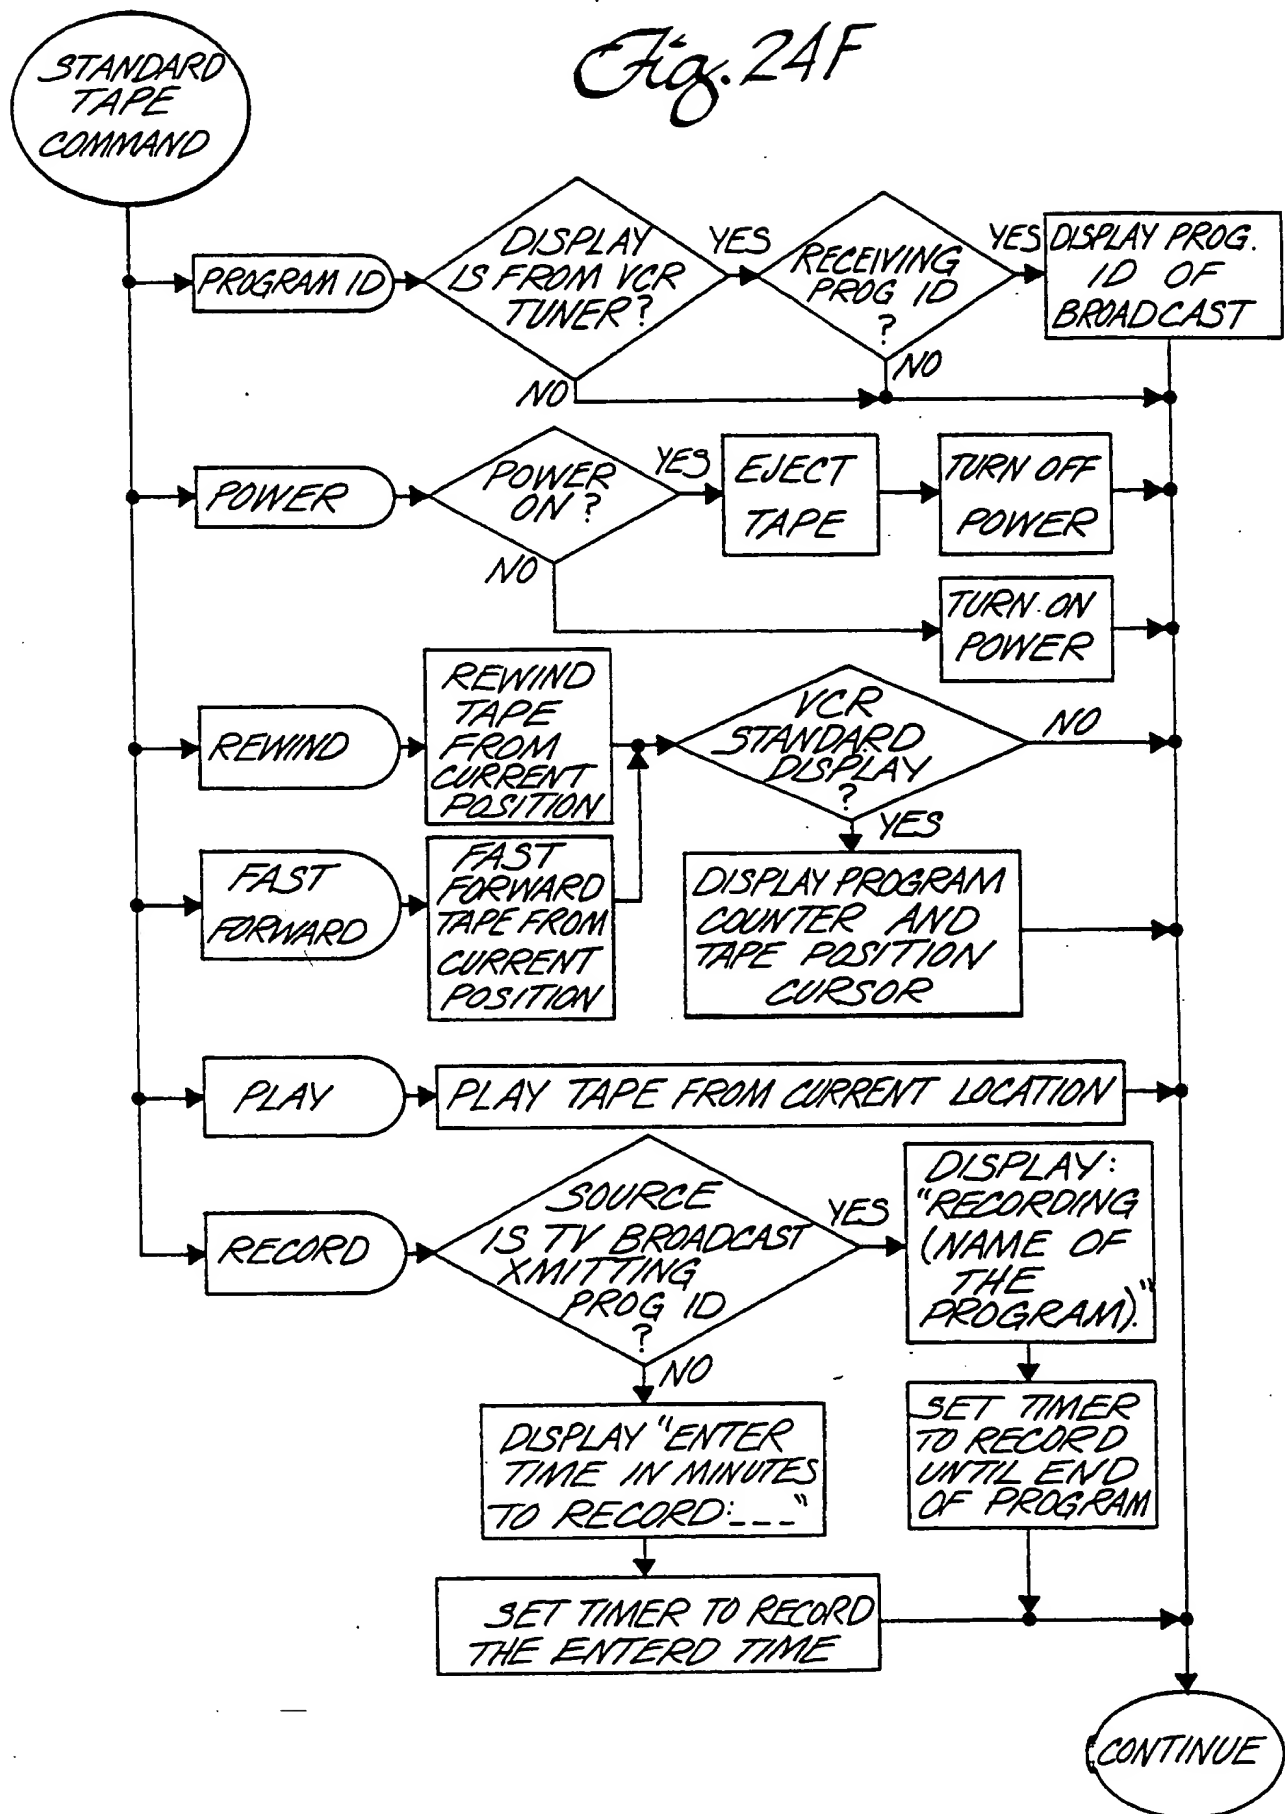 Fig. 24F
STANDARD
TAPE
COMMAND
PROGRAM ID
DISPLAY
IS FROM VCR
TUNER?
YES
NO
RECEIVING
PROG ID
?
YES
NO
DISPLAY PROG.
ID OF
BROADCAST
POWER
POWER
ON?
YES
NO
EJECT
TAPE
TURN OFF
POWER
TURN ON
POWER
REWIND
REWIND
TAPE
FROM
CURRENT
POSITION
VCR
STANDARD
DISPLAY
?
NO
YES
FAST
FORWARD
FAST
FORWARD
TAPE FROM
CURRENT
POSITION
DISPLAY PROGRAM
COUNTER AND
TAPE POSITION
CURSOR
PLAY
PLAY TAPE FROM CURRENT LOCATION
RECORD
SOURCE
IS TV BROADCAST
XMITTING
PROG ID
?
YES
NO
DISPLAY:
"RECORDING
(NAME OF
THE
PROGRAM)."
SET TIMER
TO RECORD
UNTIL END
OF PROGRAM
DISPLAY "ENTER
TIME IN MINUTES
TO RECORD:___"
SET TIMER TO RECORD
THE ENTERD TIME
CONTINUE